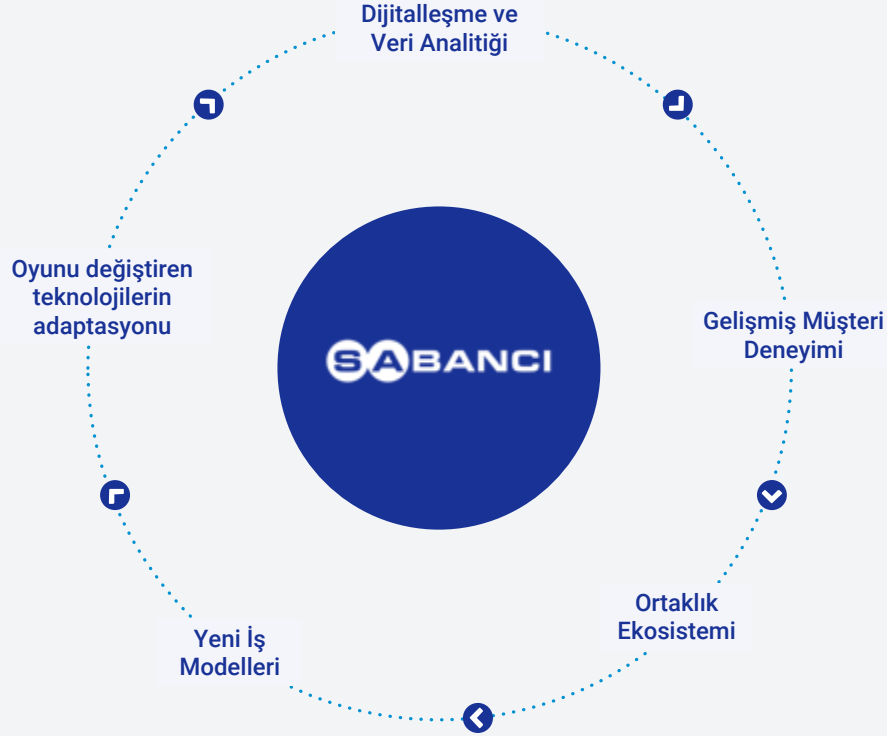 Dijitalleşme ve
Veri Analitiği
Oyunu değiştiren
teknolojilerin
adaptasyonu
Gelişmiş Müşteri
Deneyimi
SABANCI
Ortaklık
Ekosistemi
Yeni İş
Modelleri